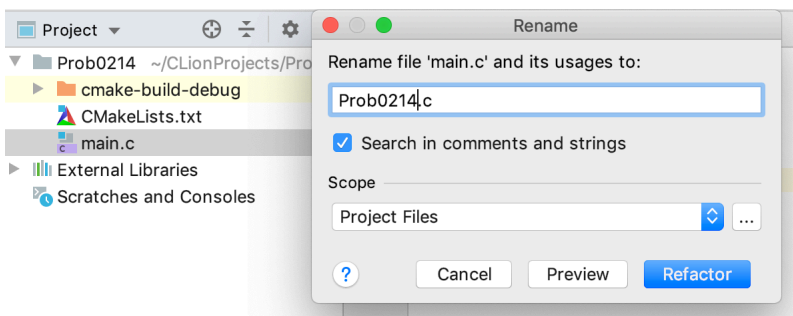 Project
Prob0214 ~/CLionProjects/Pro
cmake-build-debug
CMakeLists.txt
main.c
External Libraries
Scratches and Consoles
Rename
Rename file 'main.c' and its usages to:
Prob0214.c
Search in comments and strings
Scope
Project Files
...
? Cancel Preview Refactor